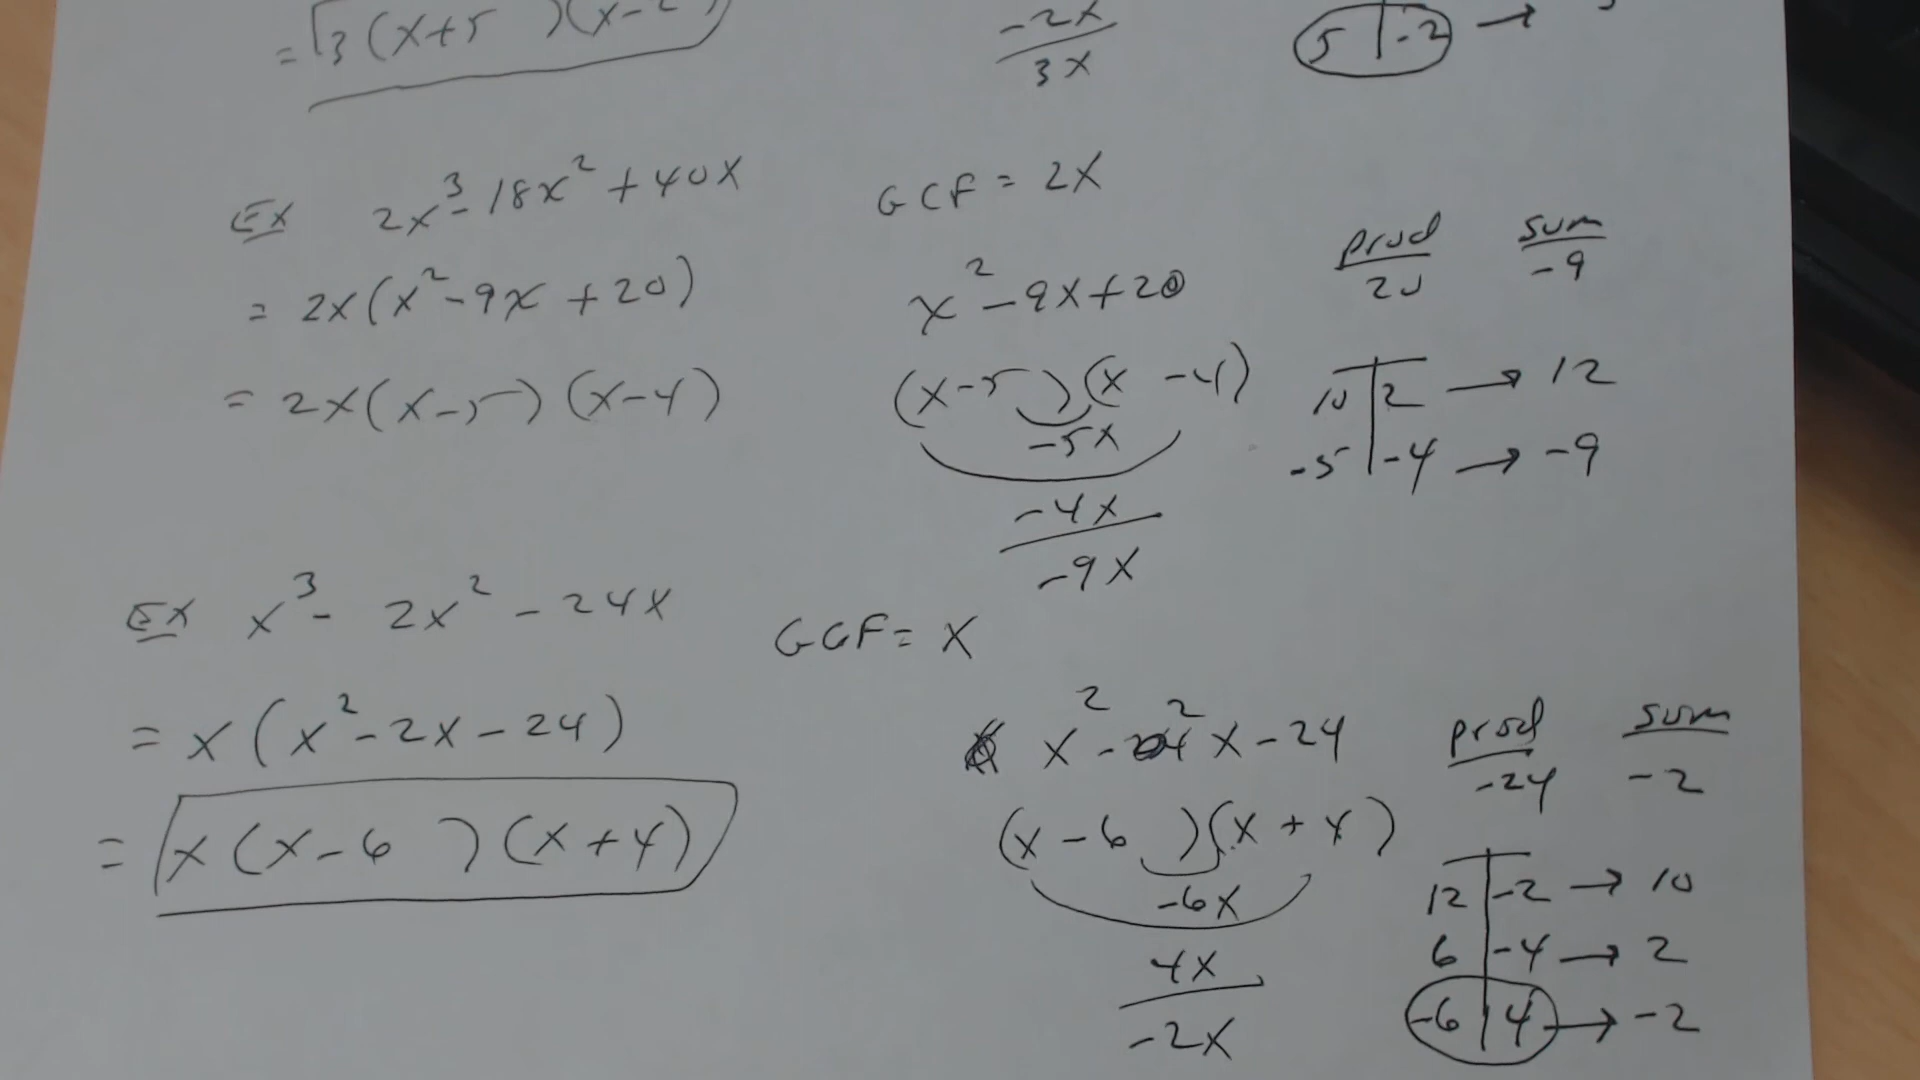 = 3(x+5)(x-2)
-2x
3x
5 | -2 →
Ex 2x³ - 18x² + 40x
GCF = 2x
= 2x(x² - 9x + 20)
x² - 9x + 20
prod sum
20 -9
= 2x(x-5)(x-4)
(x-5)(x-4)
-5x
-4x
-9x
10 | 2 → 12
-5 | -4 → -9
Ex x³ - 2x² - 24x
GCF = x
= x(x² - 2x - 24)
x² - 2x - 24
prod sum
-24 -2
= x(x-6)(x+4)
(x-6)(x+4)
-6x
4x
-2x
12 | -2 → 10
6 | -4 → 2
-6 | 4 → -2